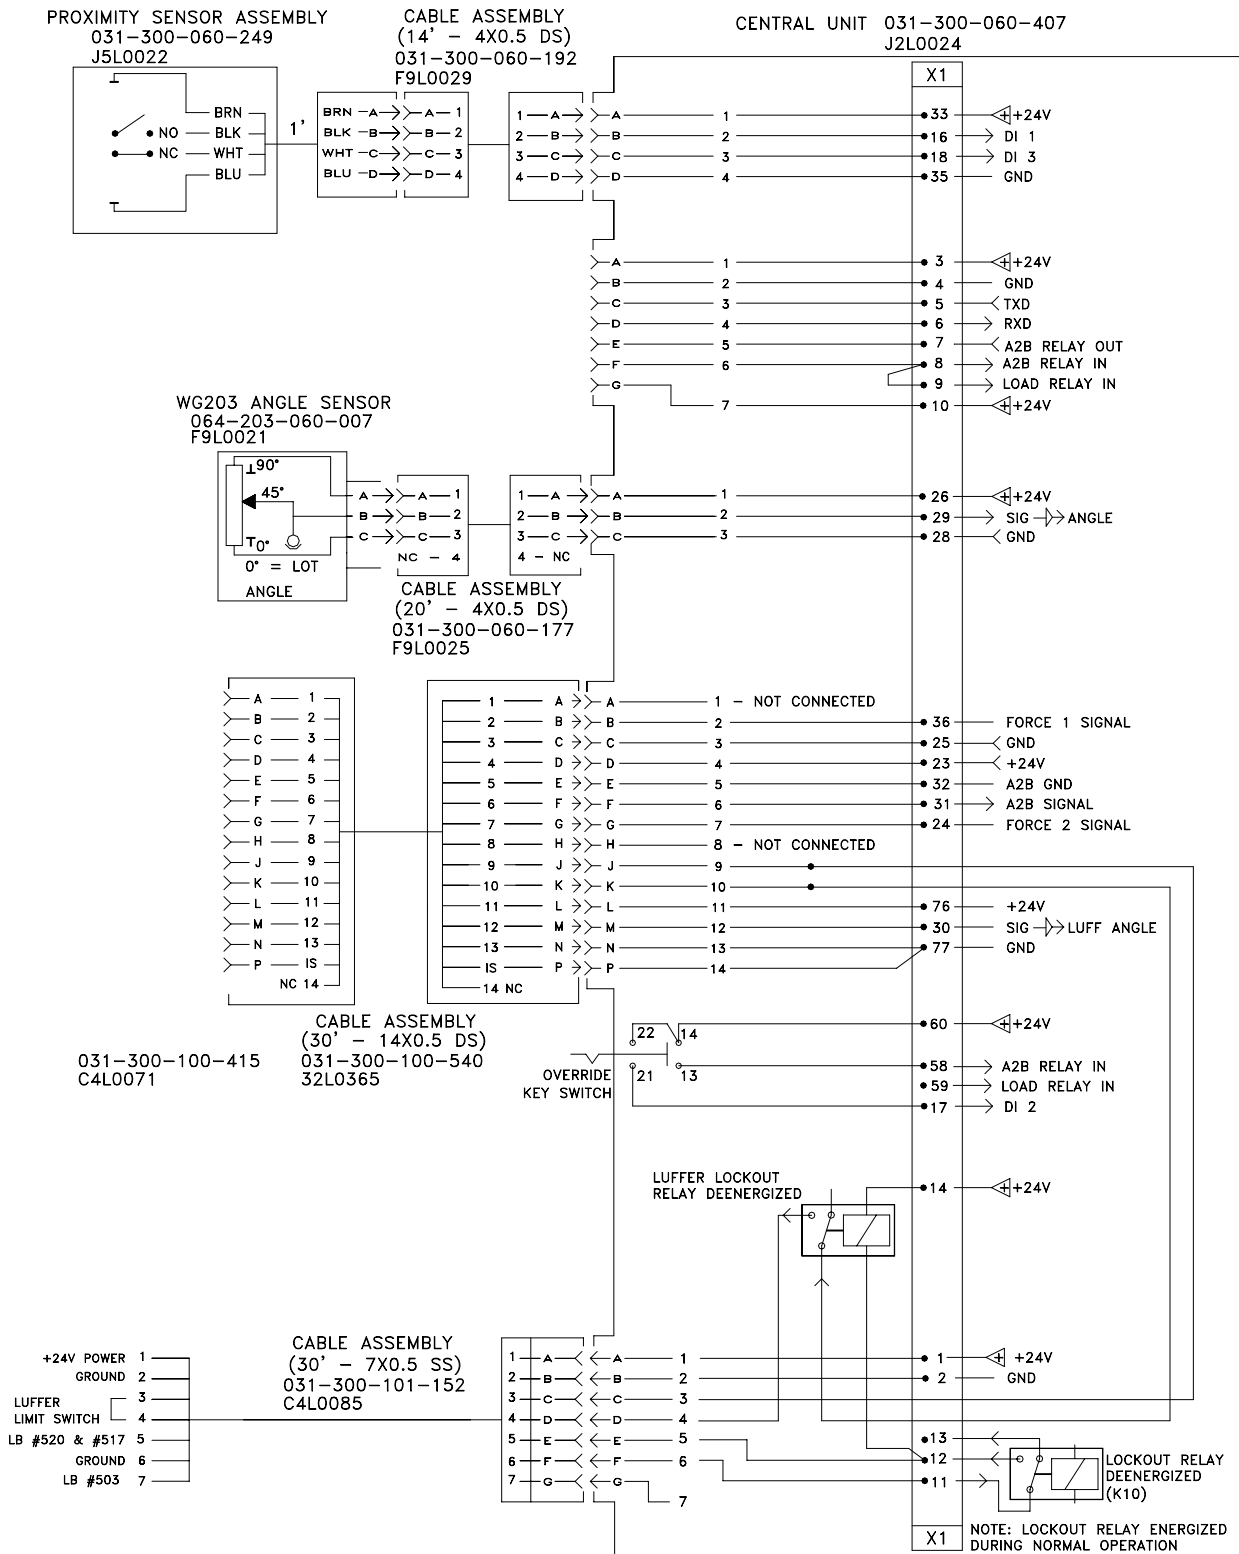 PROXIMITY SENSOR ASSEMBLY
031-300-060-249
J5L0022
CABLE ASSEMBLY
(14' - 4X0.5 DS)
031-300-060-192
F9L0029
CENTRAL UNIT 031-300-060-407
J2L0024
X1
BRN
NO BLK
NC WHT
BLU
1'
BRN A A 1
BLK B B 2
WHT C C 3
BLU D D 4
1 A A 1 33 +24V
2 B B 2 16 DI 1
3 C C 3 18 DI 3
4 D D 4 35 GND
A 1 3 +24V
B 2 4 GND
C 3 5 TXD
D 4 6 RXD
E 5 7 A2B RELAY OUT
F 6 8 A2B RELAY IN
G 9 LOAD RELAY IN
7 10 +24V
WG203 ANGLE SENSOR
064-203-060-007
F9L0021
90°
45°
0°
0° = LOT
ANGLE
A A 1
B B 2
C C 3
NC - 4
1 A A 1 26 +24V
2 B B 2 29 SIG ANGLE
3 C C 3 28 GND
4 - NC
CABLE ASSEMBLY
(20' - 4X0.5 DS)
031-300-060-177
F9L0025
A 1 1 A A 1 - NOT CONNECTED
B 2 2 B B 2 36 FORCE 1 SIGNAL
C 3 3 C C 3 25 GND
D 4 4 D D 4 23 +24V
E 5 5 E E 5 32 A2B GND
F 6 6 F F 6 31 A2B SIGNAL
G 7 7 G G 7 24 FORCE 2 SIGNAL
H 8 8 H H 8 - NOT CONNECTED
J 9 9 J J 9
K 10 10 K K 10
L 11 11 L L 11 76 +24V
M 12 12 M M 12 30 SIG LUFF ANGLE
N 13 13 N N 13 77 GND
P IS IS P P 14
NC 14 14 NC
031-300-100-415
C4L0071
CABLE ASSEMBLY
(30' - 14X0.5 DS)
031-300-100-540
32L0365
22 14
21 13
OVERRIDE
KEY SWITCH
60 +24V
58 A2B RELAY IN
59 LOAD RELAY IN
17 DI 2
LUFFER LOCKOUT
RELAY DEENERGIZED
14 +24V
+24V POWER 1
GROUND 2
LUFFER
LIMIT SWITCH
3
4
LB #520 & #517 5
GROUND 6
LB #503 7
CABLE ASSEMBLY
(30' - 7X0.5 SS)
031-300-101-152
C4L0085
1 A A 1 1 +24V
2 B B 2 2 GND
3 C C 3
4 D D 4
5 E E 5
6 F F 6
7 G G 7
13
12
11
LOCKOUT RELAY
DEENERGIZED
(K10)
X1
NOTE: LOCKOUT RELAY ENERGIZED
DURING NORMAL OPERATION